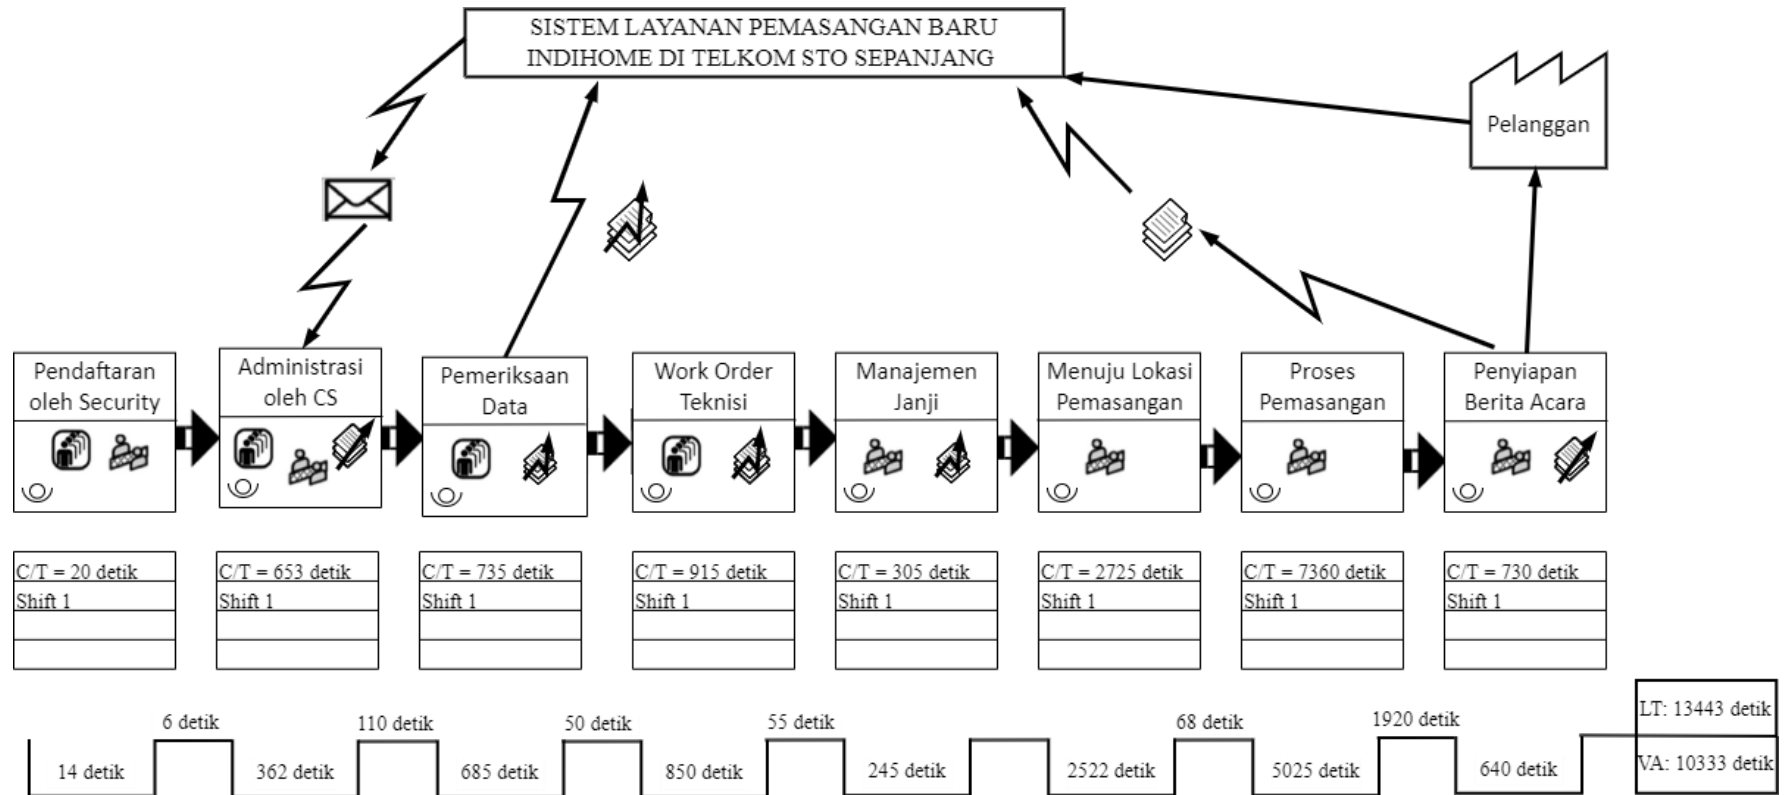 SISTEM LAYANAN PEMASANGAN BARU
INDIHOME DI TELKOM STO SEPANJANG
Pelanggan
Pendaftaran
oleh Security
Administrasi
oleh CS
Pemeriksaan
Data
Work Order
Teknisi
Manajemen
Janji
Menuju Lokasi
Pemasangan
Proses
Pemasangan
Penyiapan
Berita Acara
C/T = 20 detik
Shift 1
C/T = 653 detik
Shift 1
C/T = 735 detik
Shift 1
C/T = 915 detik
Shift 1
C/T = 305 detik
Shift 1
C/T = 2725 detik
Shift 1
C/T = 7360 detik
Shift 1
C/T = 730 detik
Shift 1
6 detik
110 detik
50 detik
55 detik
68 detik
1920 detik
LT: 13443 detik
14 detik
362 detik
685 detik
850 detik
245 detik
2522 detik
5025 detik
640 detik
VA: 10333 detik